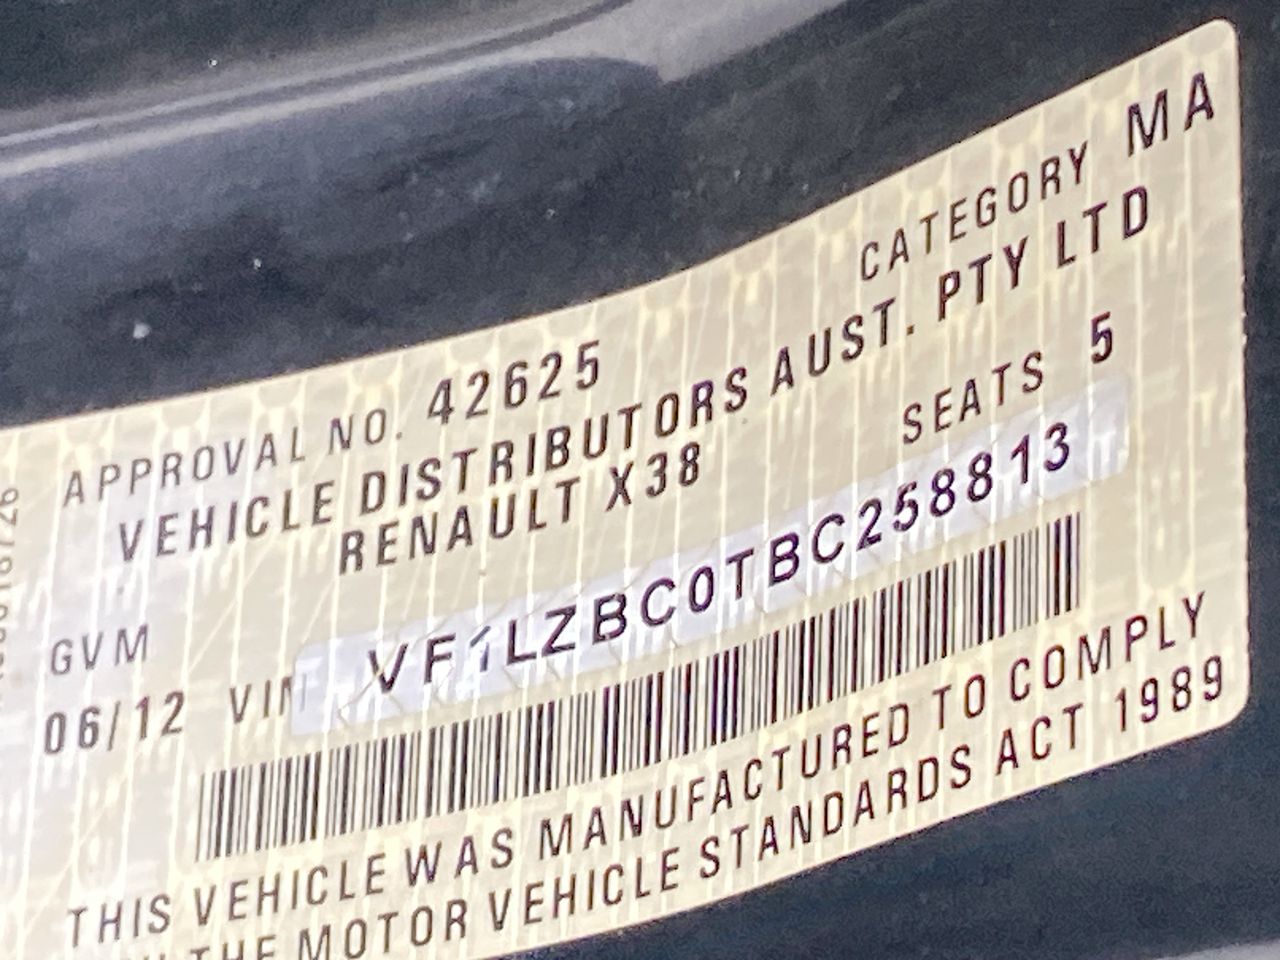 CATEGORY MA
APPROVAL NO. 42625
VEHICLE DISTRIBUTORS AUST. PTY LTD
RENAULT X38
SEATS 5
GVM
06/12 VIN VF1LZBC0TBC258813
THIS VEHICLE WAS MANUFACTURED TO COMPLY
THE MOTOR VEHICLE STANDARDS ACT 1989